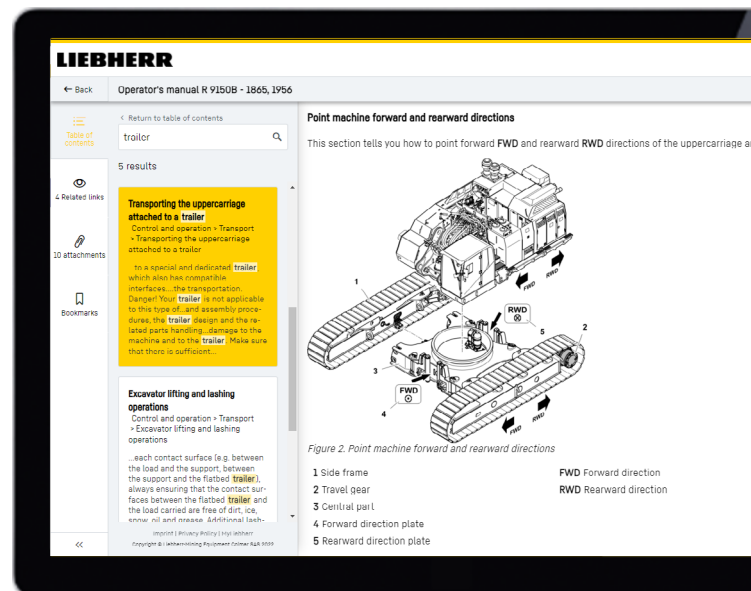 LIEBHERR
← Back
Operator's manual R 9150B - 1865, 1956
Table of
contents
4 Related links
10 attachments
Bookmarks
<<
< Return to table of contents
trailer
5 results
Transporting the uppercarriage
attached to a trailer
Control and operation > Transport
> Transporting the uppercarriage
attached to a trailer
...to a special and dedicated trailer,
which also has compatible
interfaces....the transportation.
Danger! Your trailer is not applicable
to this type of...and assembly proce-
dures, the trailer design and the re-
lated parts handling...damage to the
machine and to the trailer. Make sure
that there is sufficient...
Excavator lifting and lashing
operations
Control and operation > Transport
> Excavator lifting and lashing
operations
...each contact surface (e.g. between
the load and the support, between
the support and the flatbed trailer),
always ensuring that the contact sur-
faces between the flatbed trailer and
the load carried are free of dirt, ice,
snow, oil and grease. Additional lash-
Imprint | Privacy Policy | MyLiebherr
Copyright © Liebherr-Mining Equipment Colmar SAS 2022
Point machine forward and rearward directions
This section tells you how to point forward FWD and rearward RWD directions of the uppercarriage a
1
FWD
RWD
RWD
5
2
3
FWD
4
FWD
RWD
Figure 2. Point machine forward and rearward directions
1 Side frame
2 Travel gear
3 Central part
4 Forward direction plate
5 Rearward direction plate
FWD Forward direction
RWD Rearward direction